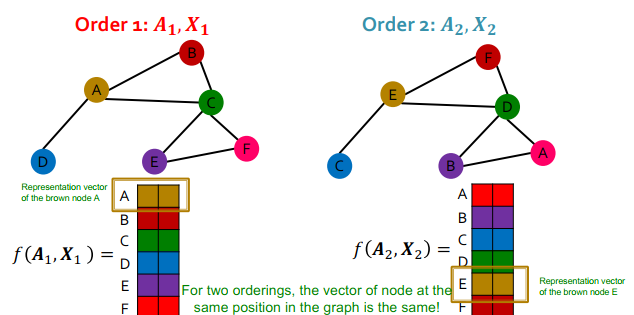 Order 1: A₁, X₁
Order 2: A₂, X₂
B
A
C
D
E
F
F
E
D
C
B
A
Representation vector
of the brown node A
A
B
C
D
E
F
f(A₁, X₁) =
A
B
C
D
E
F
f(A₂, X₂) =
Representation vector
of the brown node E
For two orderings, the vector of node at the
same position in the graph is the same!